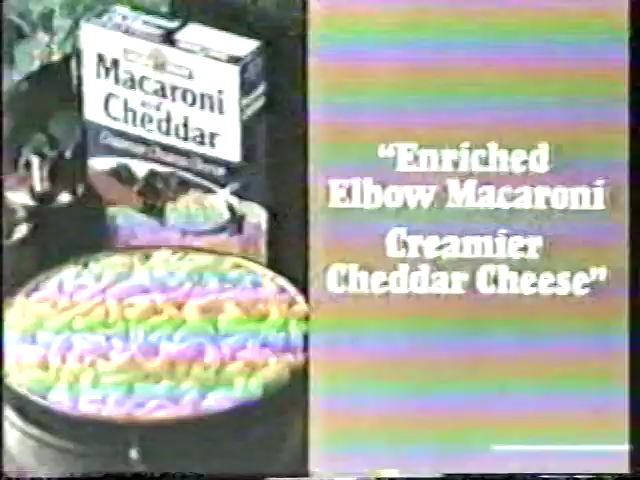 Macaroni
and
Cheddar
"Enriched
Elbow Macaroni
Creamier
Cheddar Cheese"